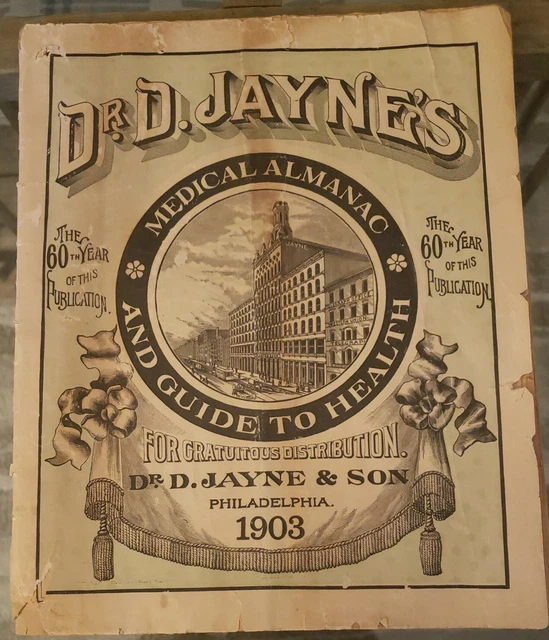 DR. D. JAYNE'S
MEDICAL ALMANAC
AND GUIDE TO HEALTH
THE
60TH YEAR
OF THIS
PUBLICATION.
THE
60TH YEAR
OF THIS
PUBLICATION.
JAYNE
FOR GRATUITOUS DISTRIBUTION.
DR. D. JAYNE & SON
PHILADELPHIA.
1903